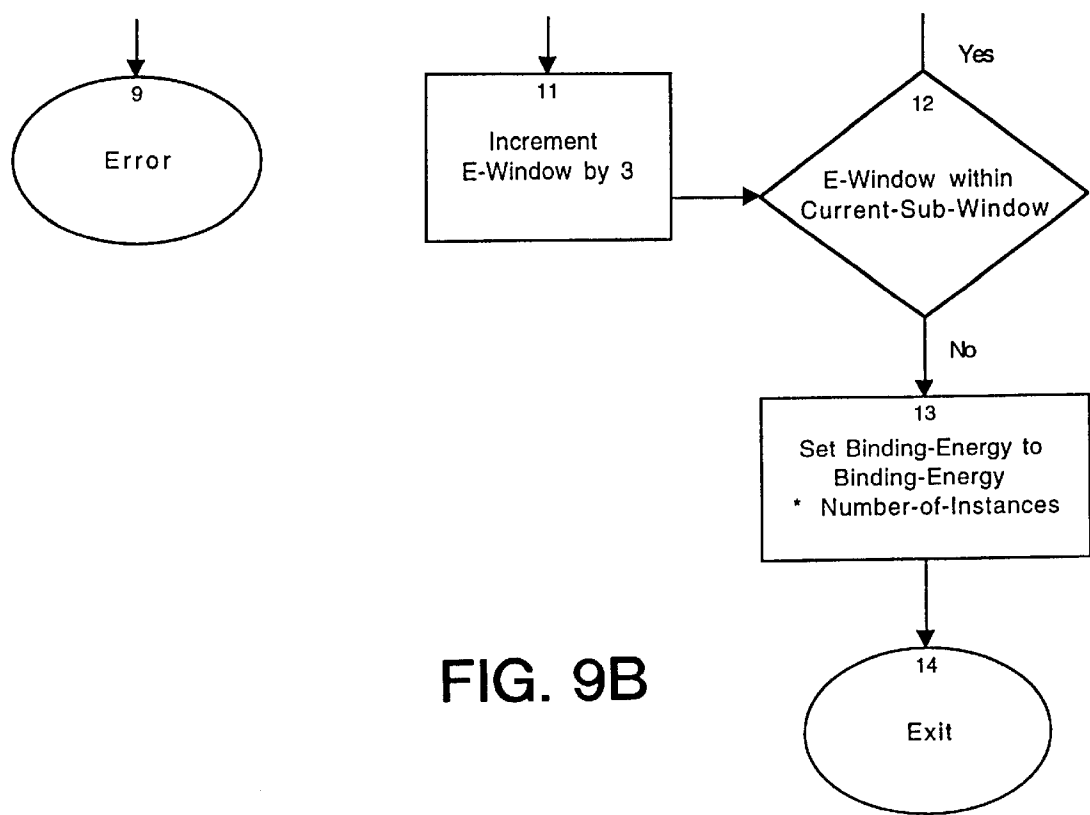 9
Error
11
Increment
E-Window by 3
Yes
12
E-Window within
Current-Sub-Window
No
13
Set Binding-Energy to
Binding-Energy
* Number-of-Instances
14
Exit
FIG. 9B